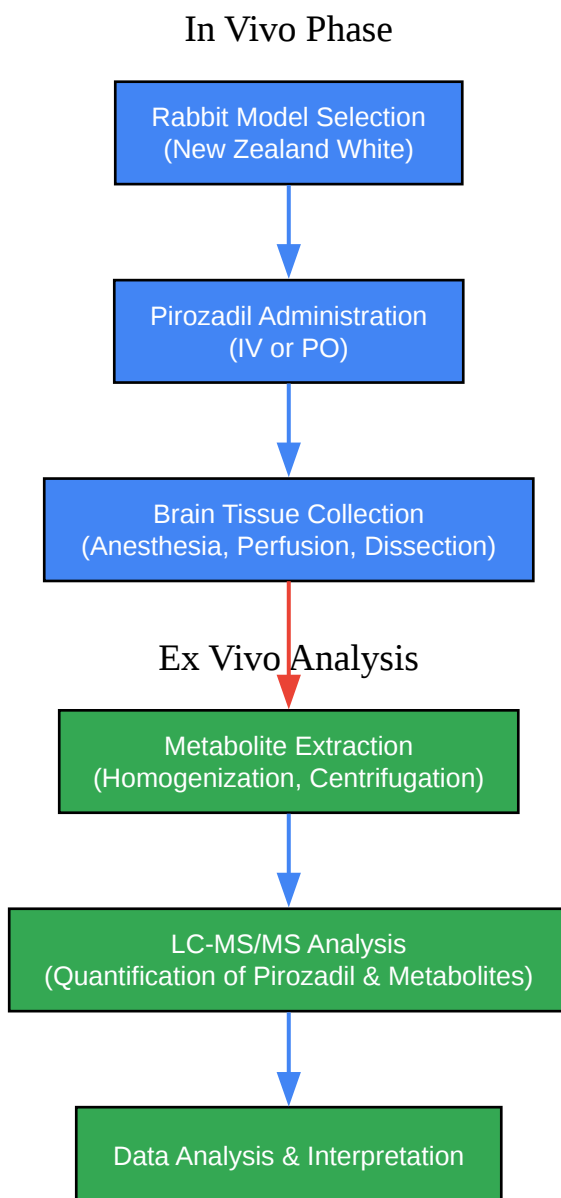 In Vivo Phase
Rabbit Model Selection
(New Zealand White)
Pirozadil Administration
(IV or PO)
Brain Tissue Collection
(Anesthesia, Perfusion, Dissection)
Ex Vivo Analysis
Metabolite Extraction
(Homogenization, Centrifugation)
LC-MS/MS Analysis
(Quantification of Pirozadil & Metabolites)
Data Analysis & Interpretation